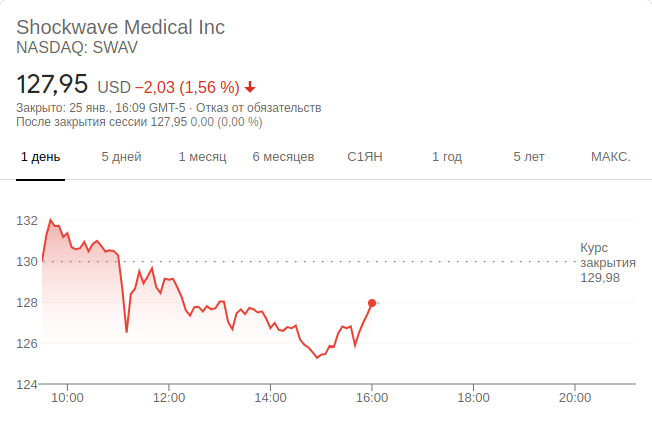 Shockwave Medical Inc
NASDAQ: SWAV
127,95 USD −2,03 (1,56 %)
Закрыто: 25 янв., 16:09 GMT-5 · Отказ от обязательств
После закрытия сессии 127,95 0,00 (0,00 %)
1 день 5 дней 1 месяц 6 месяцев С1ЯН 1 год 5 лет МАКС.
132
130
128
126
124
Курс
закрытия
129,98
10:00 12:00 14:00 16:00 18:00 20:00